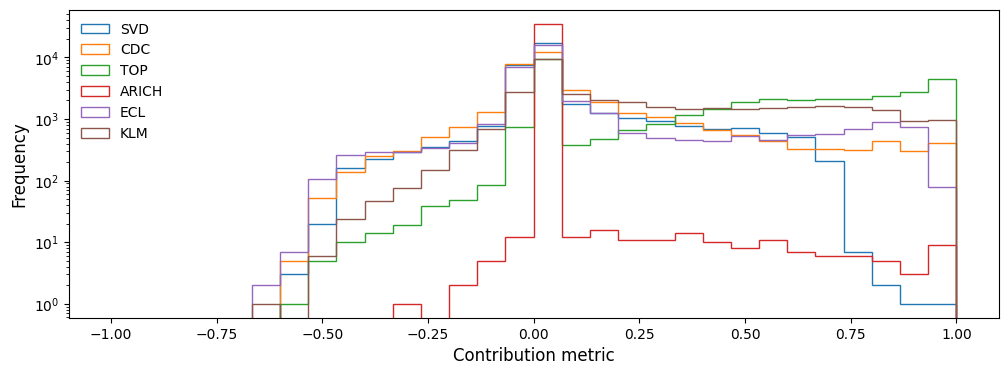 SVD
CDC
TOP
ARICH
ECL
KLM
Frequency
10⁴
10³
10²
10¹
10⁰
−1.00 −0.75 −0.50 −0.25 0.00 0.25 0.50 0.75 1.00
Contribution metric